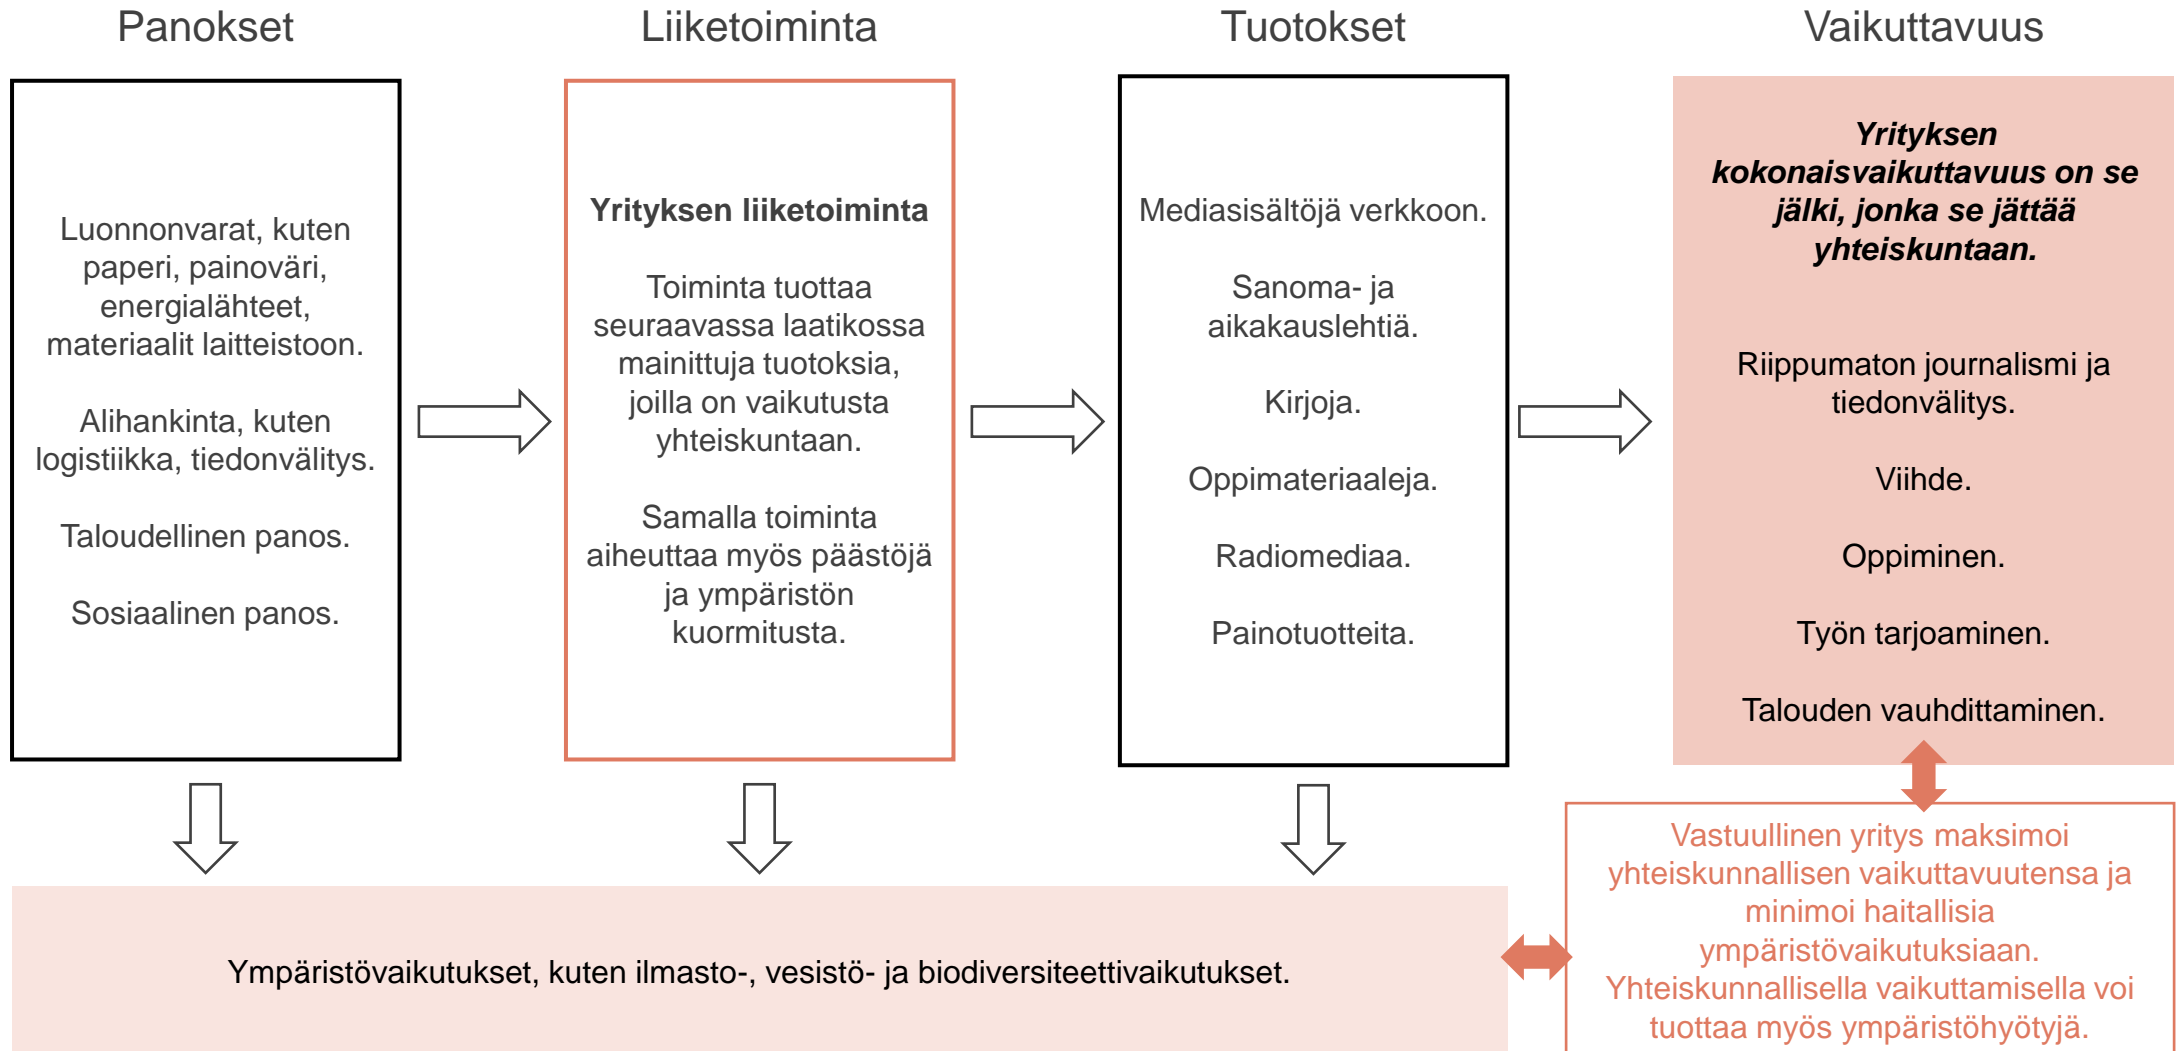 Panokset
Liiketoiminta
Tuotokset
Vaikuttavuus
Luonnonvarat, kuten
paperi, painoväri,
energialähteet,
materiaalit laitteistoon.
Alihankinta, kuten
logistiikka, tiedonvälitys.
Taloudellinen panos.
Sosiaalinen panos.
Yrityksen liiketoiminta
Toiminta tuottaa
seuraavassa laatikossa
mainittuja tuotoksia,
joilla on vaikutusta
yhteiskuntaan.
Samalla toiminta
aiheuttaa myös päästöjä
ja ympäristön
kuormitusta.
Mediasisältöjä verkkoon.
Sanoma- ja
aikakauslehtiä.
Kirjoja.
Oppimateriaaleja.
Radiomediaa.
Painotuotteita.
Yrityksen
kokonaisvaikuttavuus on se
jälki, jonka se jättää
yhteiskuntaan.
Riippumaton journalismi ja
tiedonvälitys.
Viihde.
Oppiminen.
Työn tarjoaminen.
Talouden vauhdittaminen.
Ympäristövaikutukset, kuten ilmasto-, vesistö- ja biodiversiteettivaikutukset.
Vastuullinen yritys maksimoi
yhteiskunnallisen vaikuttavuutensa ja
minimoi haitallisia
ympäristövaikutuksiaan.
Yhteiskunnallisella vaikuttamisella voi
tuottaa myös ympäristöhyötyjä.